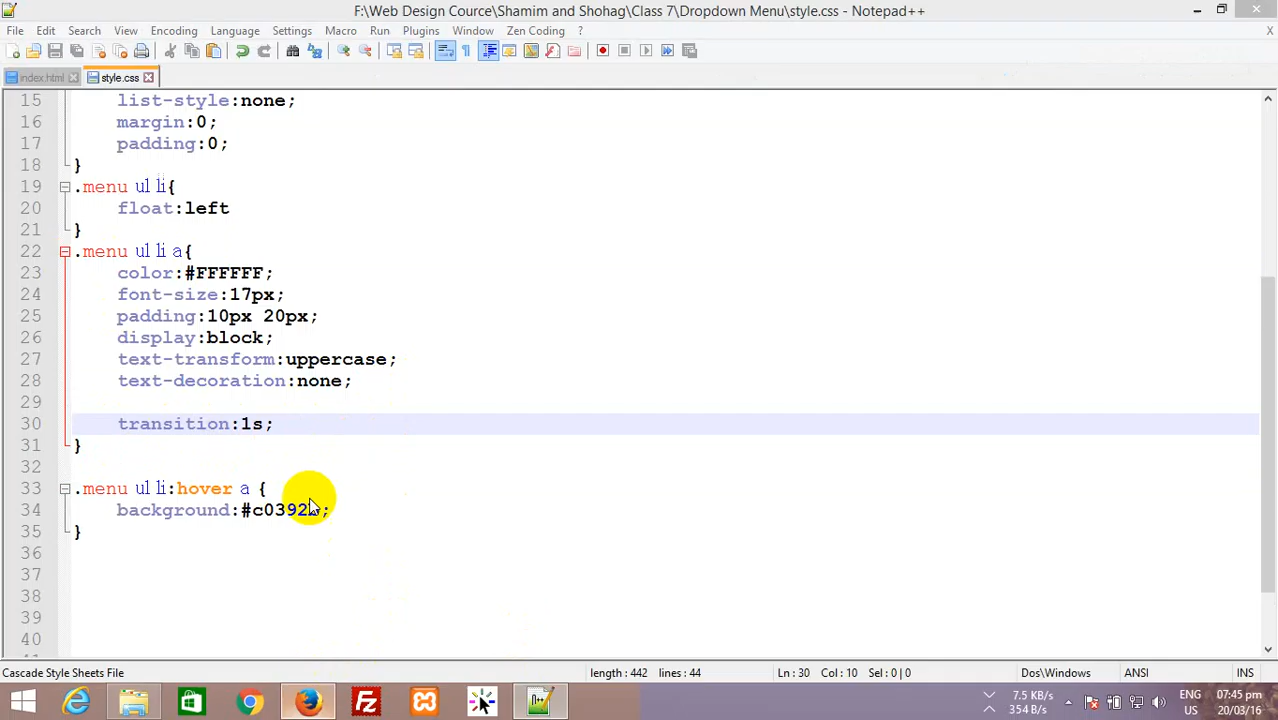 F:\Web Design Cource\Shamim and Shohag\Class 7\Dropdown Menu\style.css - Notepad++
File Edit Search View Encoding Language Settings Macro Run Plugins Window Zen Coding ? X
index.html style.css
15 list-style:none;
16 margin:0;
17 padding:0;
18 }
19 .menu ul li{
20 float:left
21 }
22 .menu ul li a{
23 color:#FFFFFF;
24 font-size:17px;
25 padding:10px 20px;
26 display:block;
27 text-transform:uppercase;
28 text-decoration:none;
29
30 transition:1s;
31 }
32
33 .menu ul li:hover a {
34 background:
35 }
36
37
38
39
40
Cascade Style Sheets File length : 442 lines : 44 Ln : 30 Col : 10 Sel : 0 | 0 Dos\Windows ANSI INS
7.5 KB/s ENG 07:45 pm
354 B/s US 20/03/16